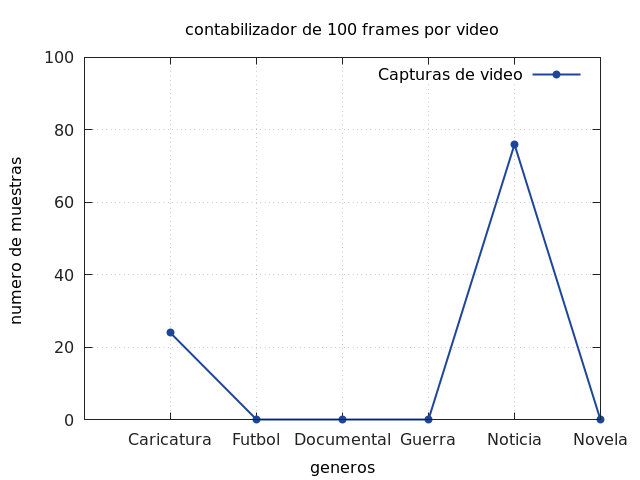 contabilizador de 100 frames por video
100
80
60
40
20
0
numero de muestras
Capturas de video
Caricatura Futbol Documental Guerra Noticia Novela
generos